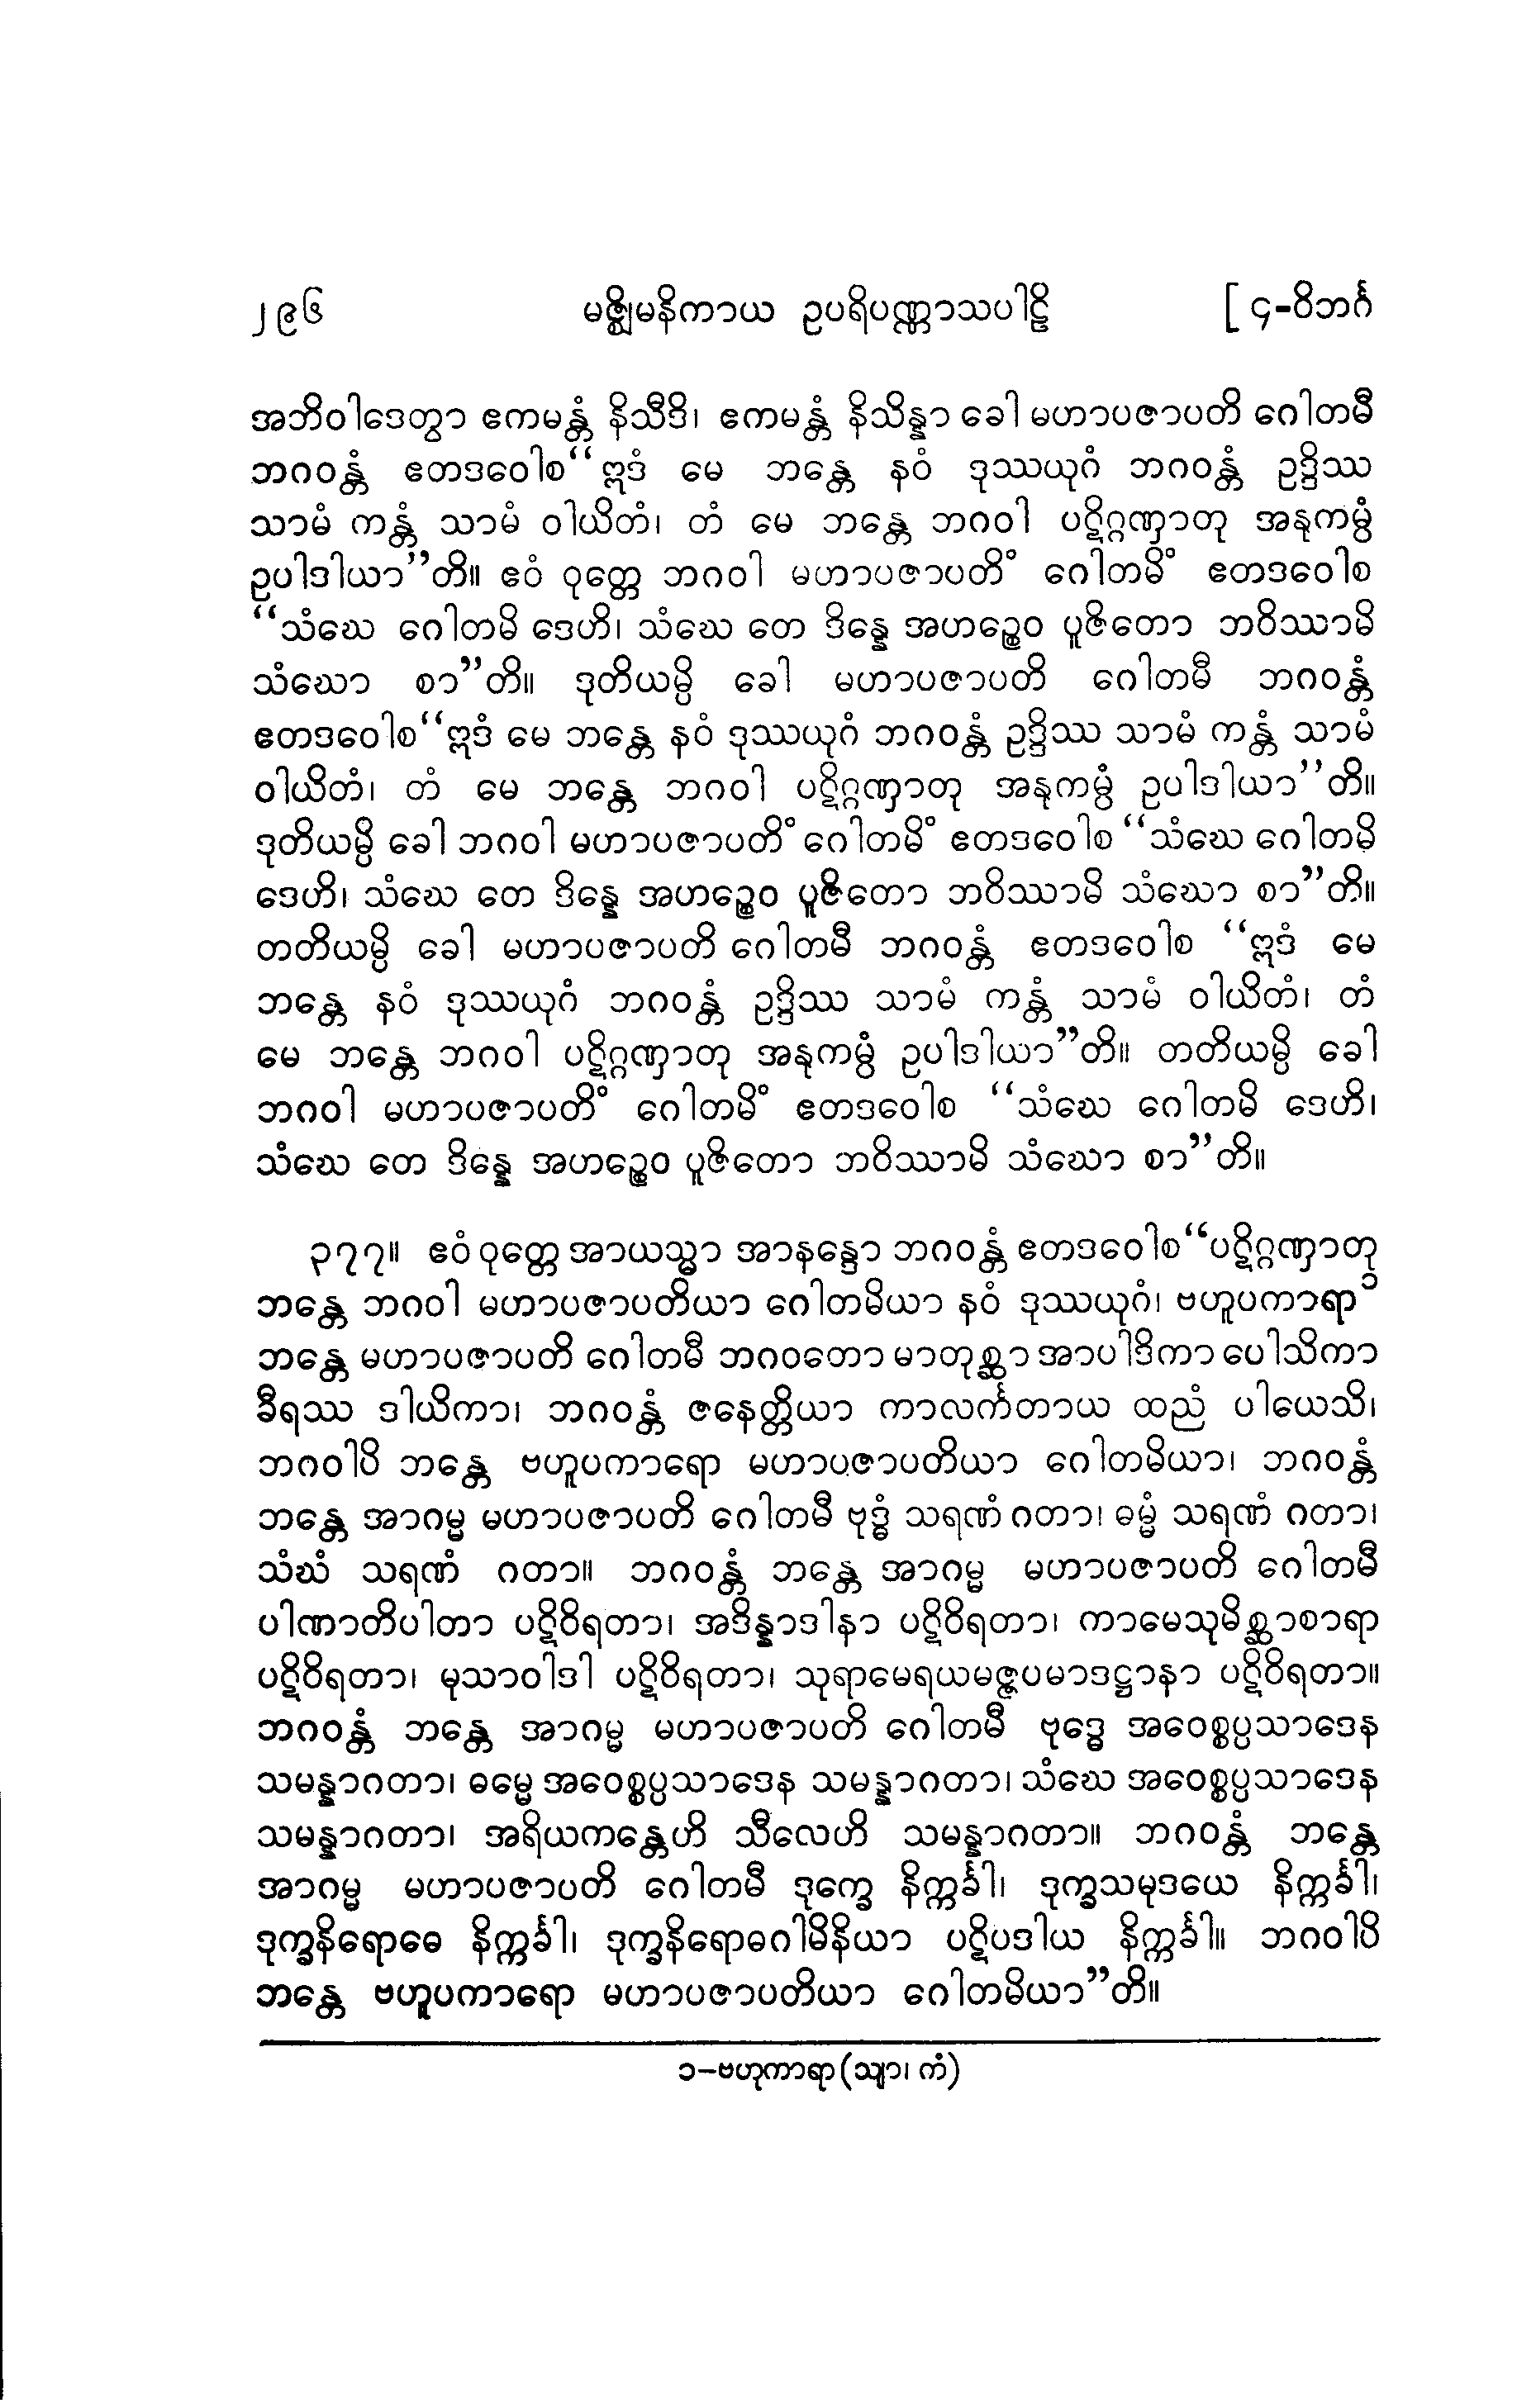 ၂၉၆ မဇ္ဈိမနိကာယ ဥပရိပဏ္ဏာသပါဠိ [ ၄-ဝိဘင်္ဂ
အဘိဝါဒေတွာ ဧကမန္တံ နိသီဒိ၊ ဧကမန္တံ နိသိန္နာ ခေါ မဟာပဇာပတိ ဂေါတမီ
ဘဂဝန္တံ ဧတဒဝေါစ“ဣဒံ မေ ဘန္တေ နဝံ ဒုဿယုဂံ ဘဂဝန္တံ ဥဒ္ဒိဿ
သာမံ ကန္တံ သာမံ ဝါယိတံ၊ တံ မေ ဘန္တေ ဘဂဝါ ပဋိဂ္ဂဏှာတု အနုကမ္ပံ
ဥပါဒါယာ”တိ။ ဧဝံ ဝုတ္တေ ဘဂဝါ မဟာပဇာပတိံ ဂေါတမိံ ဧတဒဝေါစ
“သံဃေ ဂေါတမိ ဒေဟိ၊ သံဃေ တေ ဒိန္နေ အဟဉ္စေဝ ပူဇိတော ဘဝိဿာမိ
သံဃော စာ”တိ။ ဒုတိယမ္ပိ ခေါ မဟာပဇာပတိ ဂေါတမီ ဘဂဝန္တံ
ဧတဒဝေါစ“ဣဒံ မေ ဘန္တေ နဝံ ဒုဿယုဂံ ဘဂဝန္တံ ဥဒ္ဒိဿ သာမံ ကန္တံ သာမံ
ဝါယိတံ၊ တံ မေ ဘန္တေ ဘဂဝါ ပဋိဂ္ဂဏှာတု အနုကမ္ပံ ဥပါဒါယာ”တိ။
ဒုတိယမ္ပိ ခေါ ဘဂဝါ မဟာပဇာပတိံ ဂေါတမိံ ဧတဒဝေါစ “သံဃေ ဂေါတမိ
ဒေဟိ၊ သံဃေ တေ ဒိန္နေ အဟဉ္စေဝ ပူဇိတော ဘဝိဿာမိ သံဃော စာ”တိ။
တတိယမ္ပိ ခေါ မဟာပဇာပတိ ဂေါတမီ ဘဂဝန္တံ ဧတဒဝေါစ “ဣဒံ မေ
ဘန္တေ နဝံ ဒုဿယုဂံ ဘဂဝန္တံ ဥဒ္ဒိဿ သာမံ ကန္တံ သာမံ ဝါယိတံ၊ တံ
မေ ဘန္တေ ဘဂဝါ ပဋိဂ္ဂဏှာတု အနုကမ္ပံ ဥပါဒါယာ”တိ။ တတိယမ္ပိ ခေါ
ဘဂဝါ မဟာပဇာပတိံ ဂေါတမိံ ဧတဒဝေါစ “သံဃေ ဂေါတမိ ဒေဟိ၊
သံဃေ တေ ဒိန္နေ အဟဉ္စေဝ ပူဇိတော ဘဝိဿာမိ သံဃော စာ”တိ။
၃၇၇။ ဧဝံ ဝုတ္တေ အာယသ္မာ အာနန္ဒော ဘဂဝန္တံ ဧတဒဝေါစ“ပဋိဂ္ဂဏှာတု
ဘန္တေ ဘဂဝါ မဟာပဇာပတိယာ ဂေါတမိယာ နဝံ ဒုဿယုဂံ၊ ဗဟူပကာရာ ၁
ဘန္တေ မဟာပဇာပတိ ဂေါတမီ ဘဂဝတော မာတုစ္ဆာ အာပါဒိကာ ပေါသိကာ
ခီရဿ ဒါယိကာ၊ ဘဂဝန္တံ ဇနေတ္တိယာ ကာလင်္ကတာယ ထညံ ပါယေသိ၊
ဘဂဝါပိ ဘန္တေ ဗဟူပကာရော မဟာပဇာပတိယာ ဂေါတမိယာ၊ ဘဂဝန္တံ
ဘန္တေ အာဂမ္မ မဟာပဇာပတိ ဂေါတမီ ဗုဒ္ဓံ သရဏံ ဂတာ၊ ဓမ္မံ သရဏံ ဂတာ၊
သံဃံ သရဏံ ဂတာ။ ဘဂဝန္တံ ဘန္တေ အာဂမ္မ မဟာပဇာပတိ ဂေါတမီ
ပါဏာတိပါတာ ပဋိဝိရတာ၊ အဒိန္နာဒါနာ ပဋိဝိရတာ၊ ကာမေသုမိစ္ဆာစာရာ
ပဋိဝိရတာ၊ မုသာဝါဒါ ပဋိဝိရတာ၊ သုရာမေရယမဇ္ဇပမာဒဋ္ဌာနာ ပဋိဝိရတာ။
ဘဂဝန္တံ ဘန္တေ အာဂမ္မ မဟာပဇာပတိ ဂေါတမီ ဗုဒ္ဓေ အဝေစ္စပ္ပသာဒေန
သမန္နာဂတာ၊ ဓမ္မေ အဝေစ္စပ္ပသာဒေန သမန္နာဂတာ၊ သံဃေ အဝေစ္စပ္ပသာဒေန
သမန္နာဂတာ၊ အရိယကန္တေဟိ သီလေဟိ သမန္နာဂတာ။ ဘဂဝန္တံ ဘန္တေ
အာဂမ္မ မဟာပဇာပတိ ဂေါတမီ ဒုက္ခေ နိက္ကင်္ခါ၊ ဒုက္ခသမုဒယေ နိက္ကင်္ခါ၊
ဒုက္ခနိရောဓေ နိက္ကင်္ခါ၊ ဒုက္ခနိရောဓဂါမိနိယာ ပဋိပဒါယ နိက္ကင်္ခါ။ ဘဂဝါပိ
ဘန္တေ ဗဟူပကာရော မဟာပဇာပတိယာ ဂေါတမိယာ”တိ။
၁–ဗဟုကာရာ (သျာ၊ ကံ)